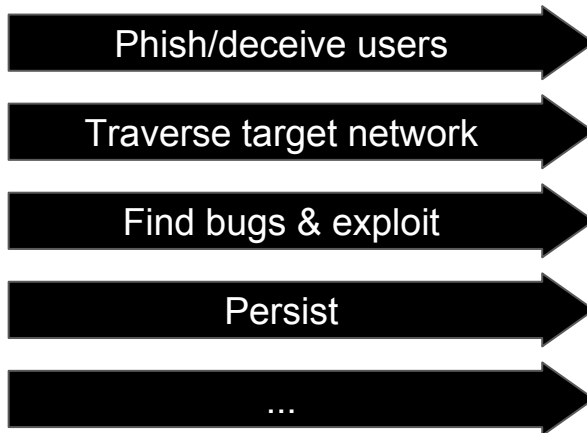 Phish/deceive users
Traverse target network
Find bugs & exploit
Persist
...